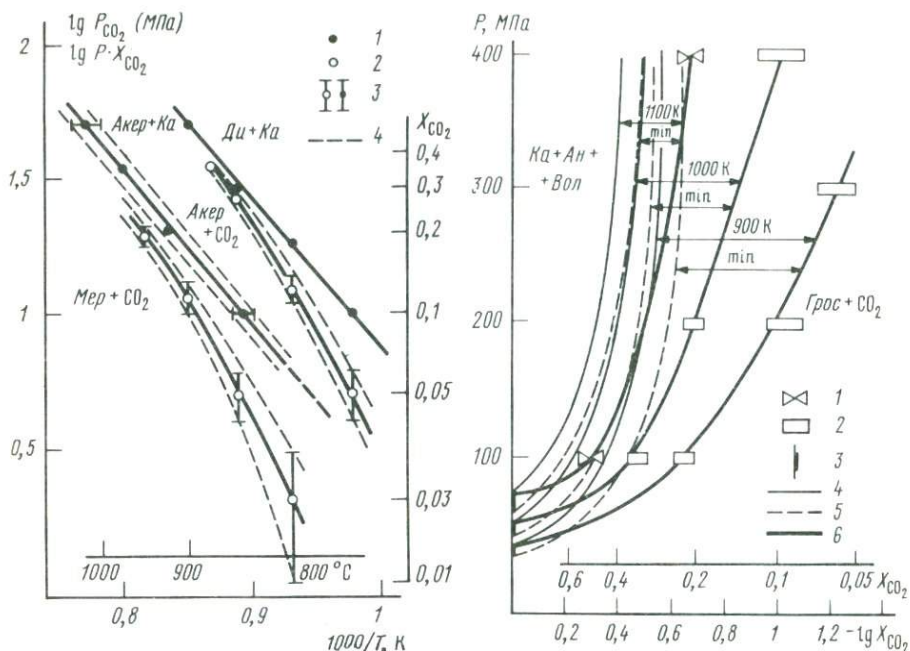 lg P_CO₂ (МПа)
lg P·X_CO₂
2
1,5
1
0,5
1
2
3
4
Акер+Ка
Ди+Ка
Акер
+CO₂
Мер+CO₂
X_CO₂
0,4
0,3
0,2
0,1
0,05
0,03
0,01
1000
900
800 °C
0,8
0,9
1
1000/T, К
P, МПа
400
300
200
100
1100К
min
Ка+Ан+
+Вол
1000 К
min
900 К
min
Грос+CO₂
1
2
3
4
5
6
0,6
0,4
0,2
0,1
0,05
X_CO₂
0,2
0,4
0,6
0,8
1
1,2
-lg X_CO₂